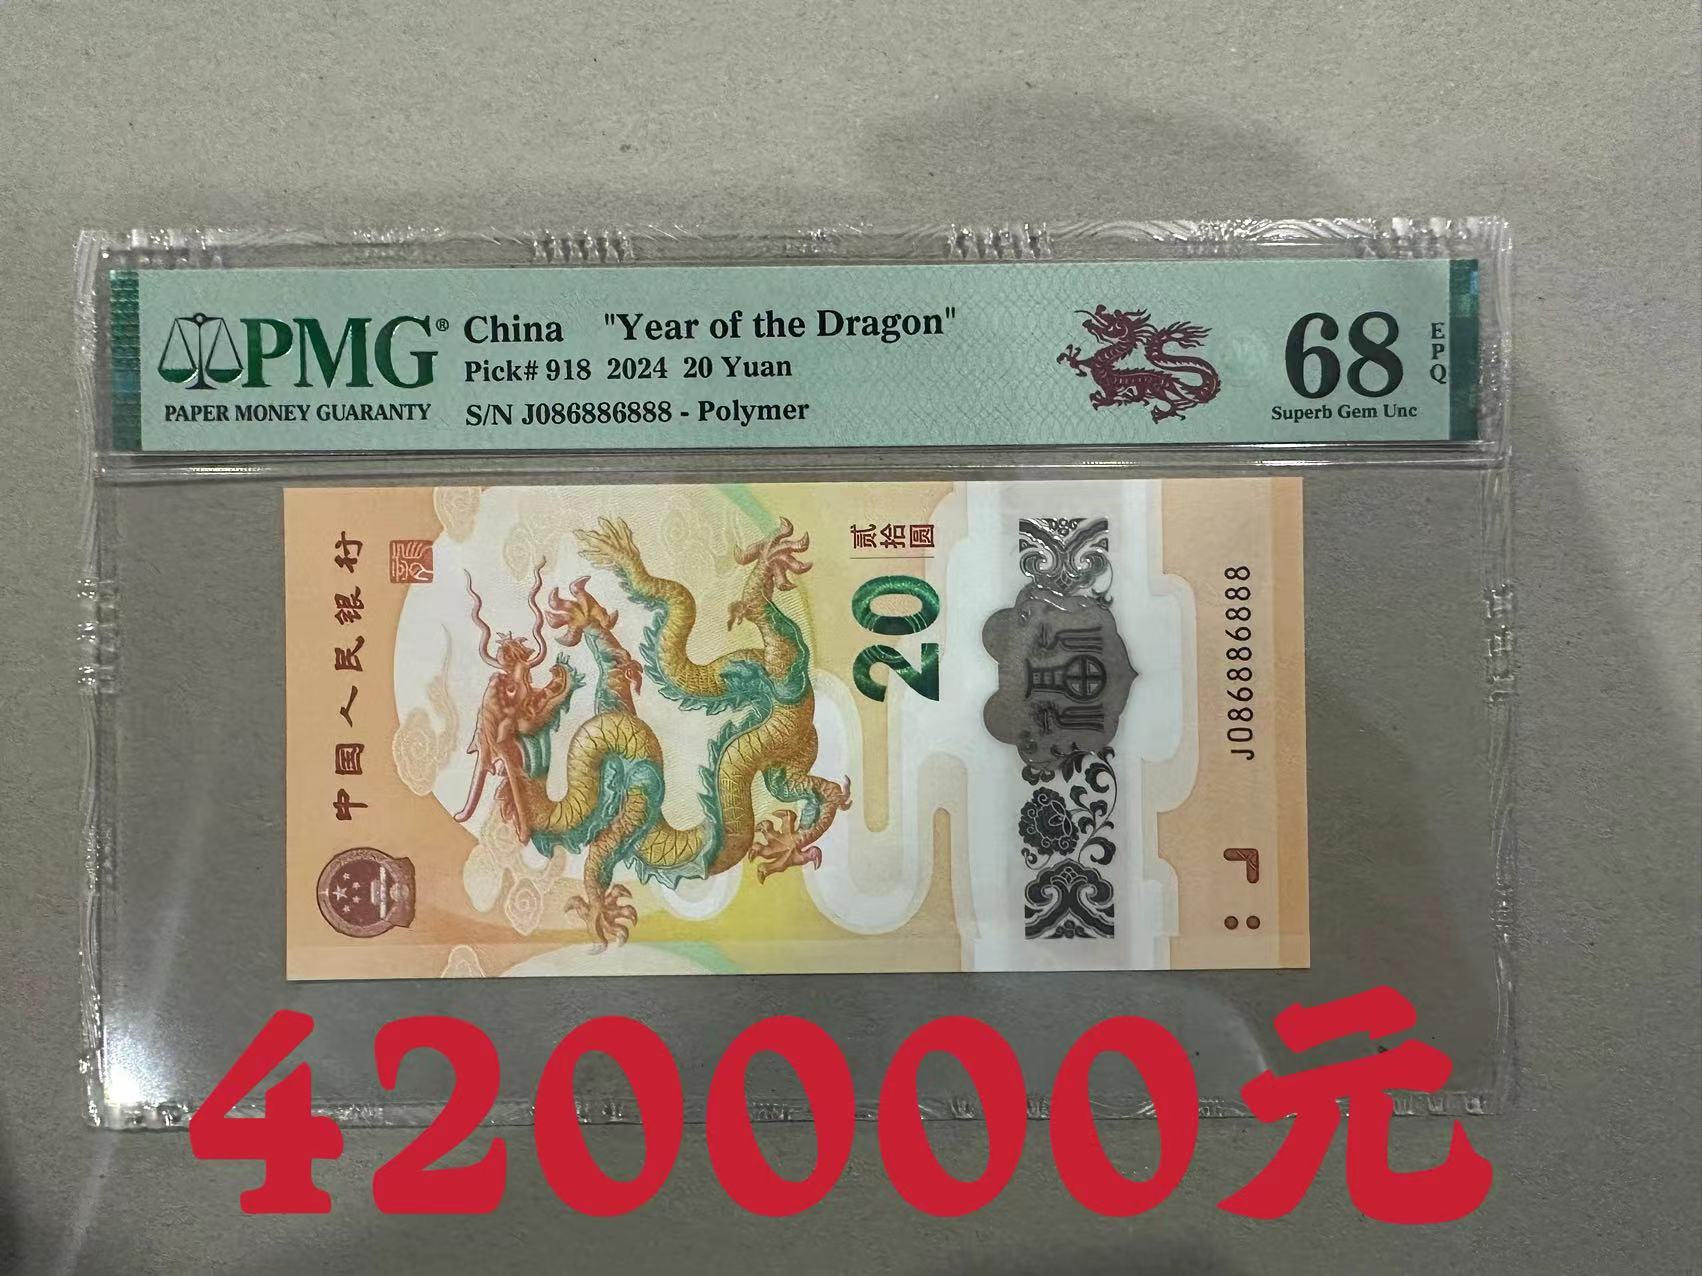 PMG®
PAPER MONEY GUARANTY
China "Year of the Dragon"
Pick# 918 2024 20 Yuan
S/N J086886888 - Polymer
68
EPQ
Superb Gem Unc
中国人民银行
贰拾圆
20
J086886888
420000元